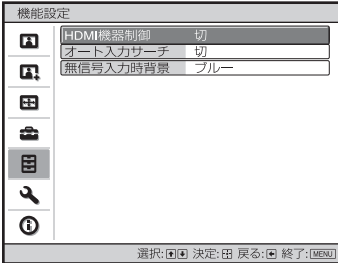 機能設定
HDMI機器制御 切
オート入力サーチ 切
無信号入力時背景 ブルー
選択: 決定: 戻る: 終了: MENU